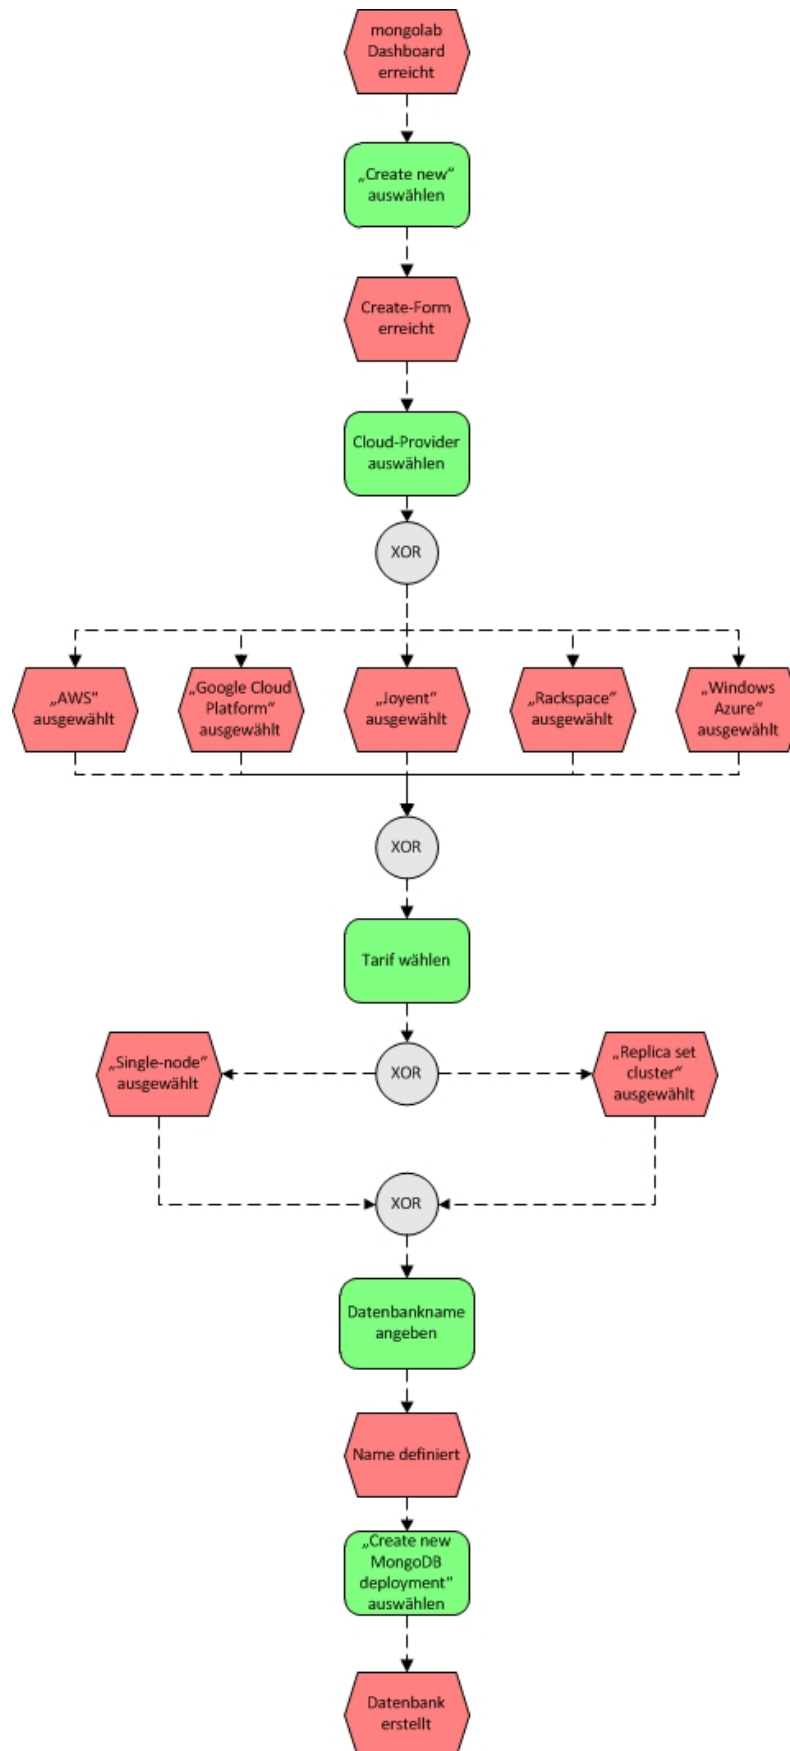 mongolab
Dashboard
erreicht
„Create new“
auswählen
Create-Form
erreicht
Cloud-Provider
auswählen
XOR
„AWS“
ausgewählt
„Google Cloud
Platform“
ausgewählt
„Joyent“
ausgewählt
„Rackspace“
ausgewählt
„Windows
Azure“
ausgewählt
XOR
Tarif wählen
„Single-node“
ausgewählt
XOR
„Replica set
cluster“
ausgewählt
XOR
Datenbankname
angeben
Name definiert
„Create new
MongoDB
deployment“
auswählen
Datenbank
erstellt